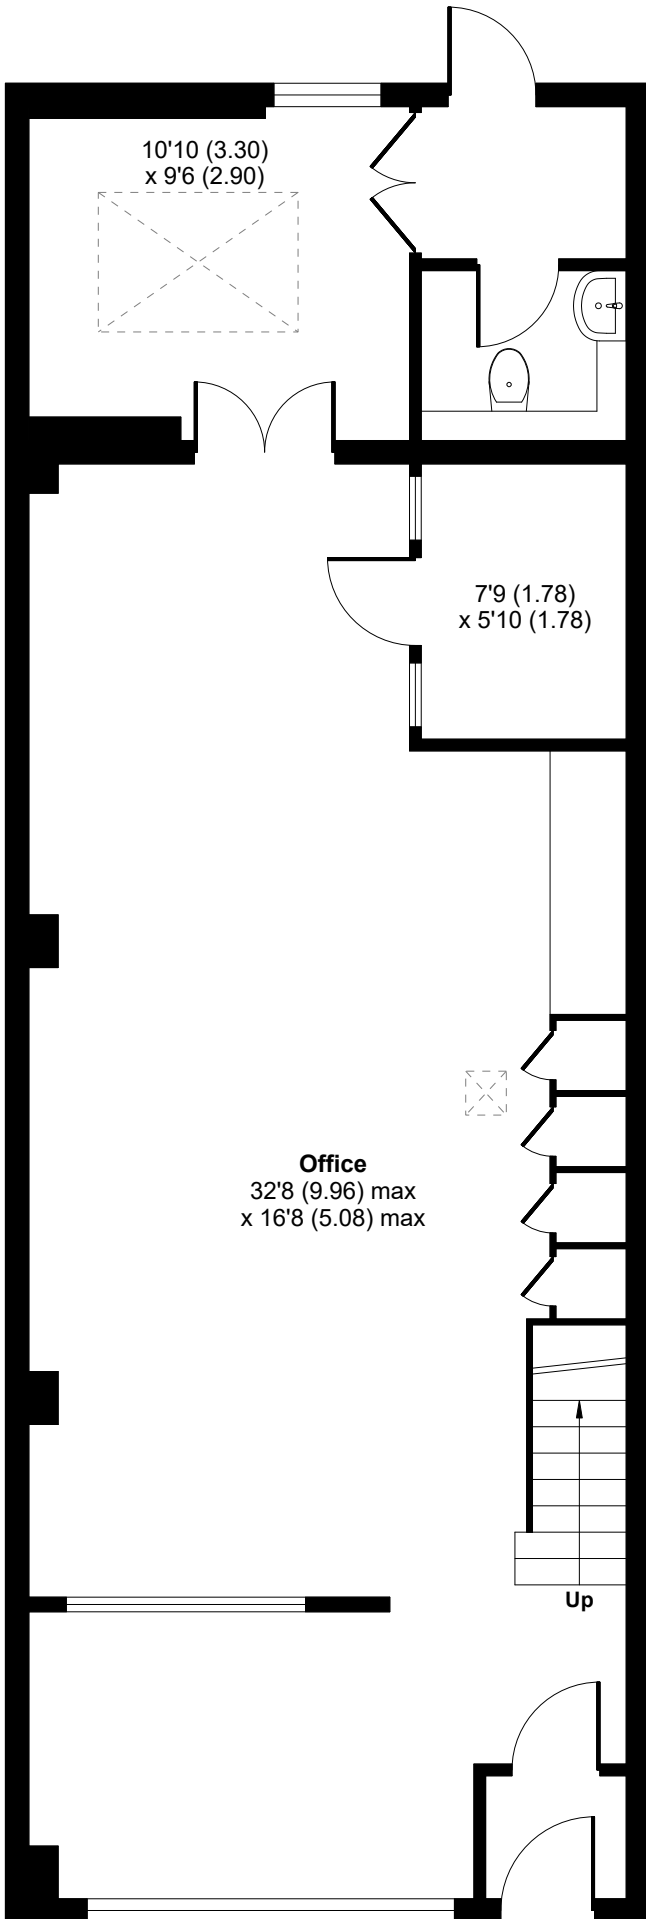 10'10 (3.30)
x 9'6 (2.90)
7'9 (1.78)
x 5'10 (1.78)
Office
32'8 (9.96) max
x 16'8 (5.08) max
Up